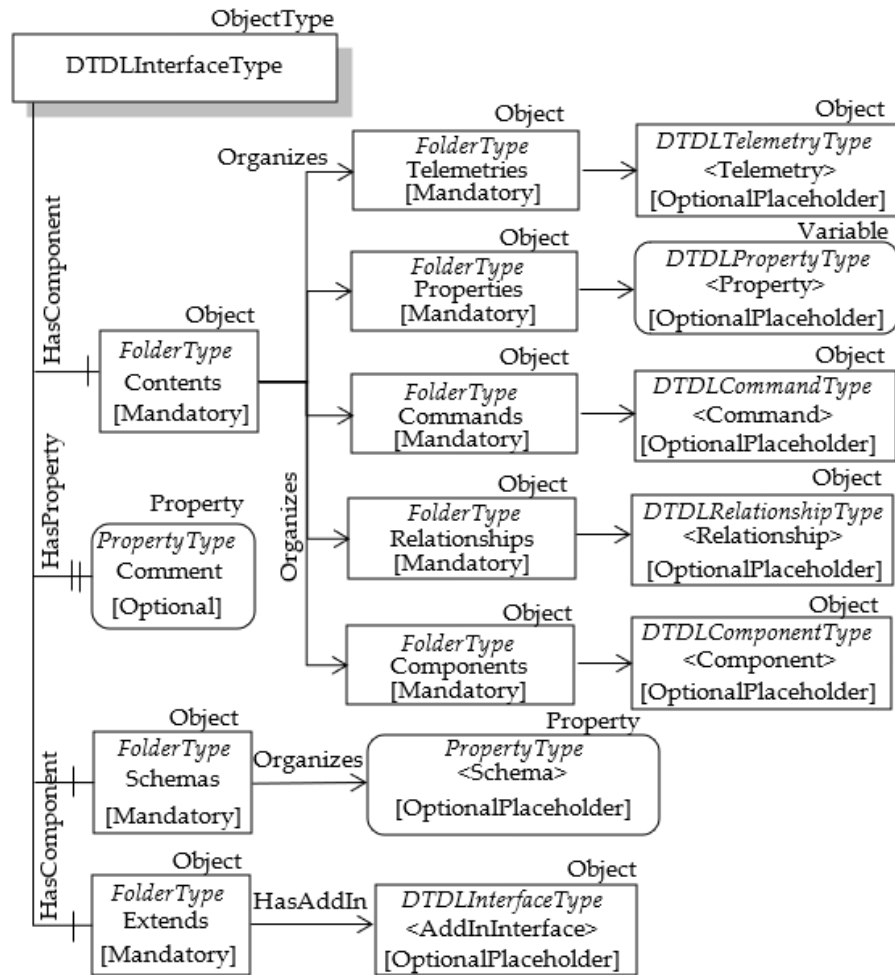 ObjectType
DTDLInterfaceType
Object
Object
Organizes
FolderType
Telemetries
[Mandatory]
DTDLTelemetryType
<Telemetry>
[OptionalPlaceholder]
Object
Variable
FolderType
Properties
[Mandatory]
DTDLPropertyType
<Property>
[OptionalPlaceholder]
HasComponent
Object
FolderType
Contents
[Mandatory]
Object
Object
FolderType
Commands
[Mandatory]
DTDLCommandType
<Command>
[OptionalPlaceholder]
Organizes
Object
Object
FolderType
Relationships
[Mandatory]
DTDLRelationshipType
<Relationship>
[OptionalPlaceholder]
HasProperty
Property
PropertyType
Comment
[Optional]
Object
Object
FolderType
Components
[Mandatory]
DTDLComponentType
<Component>
[OptionalPlaceholder]
HasComponent
Object
FolderType
Schemas
[Mandatory]
Organizes
Property
PropertyType
<Schema>
[OptionalPlaceholder]
Object
FolderType
Extends
[Mandatory]
HasAddIn
Object
DTDLInterfaceType
<AddInInterface>
[OptionalPlaceholder]